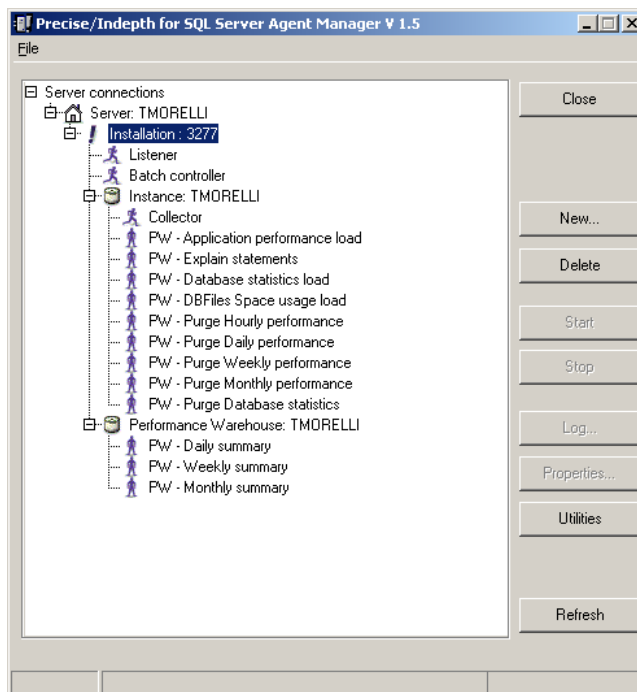 Precise/Indepth for SQL Server Agent Manager V 1.5
File
Server connections
Server: TMORELLI
Installation : 3277
Listener
Batch controller
Instance: TMORELLI
Collector
PW - Application performance load
PW - Explain statements
PW - Database statistics load
PW - DBFiles Space usage load
PW - Purge Hourly performance
PW - Purge Daily performance
PW - Purge Weekly performance
PW - Purge Monthly performance
PW - Purge Database statistics
Performance Warehouse: TMORELLI
PW - Daily summary
PW - Weekly summary
PW - Monthly summary
Close
New...
Delete
Start
Stop
Log...
Properties...
Utilities
Refresh